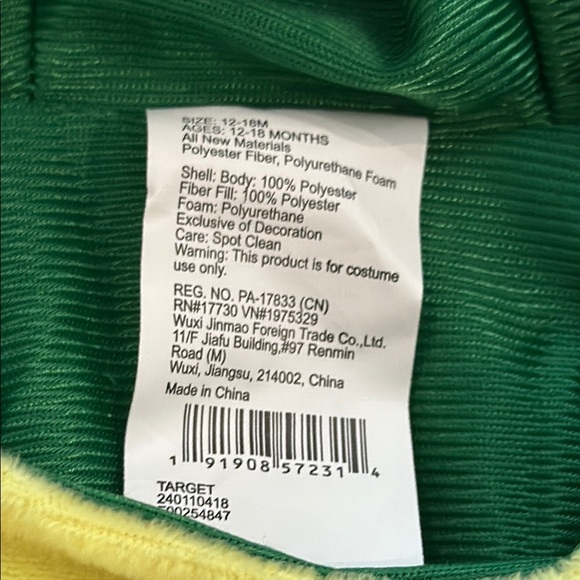 SIZE: 12-18M
AGES: 12-18 MONTHS
All New Materials
Polyester Fiber, Polyurethane Foam
Shell: Body: 100% Polyester
Fiber Fill: 100% Polyester
Foam: Polyurethane
Exclusive of Decoration
Care: Spot Clean
Warning: This product is for costume
use only.
REG. NO. PA-17833 (CN)
RN#17730 VN#1975329
Wuxi Jinmao Foreign Trade Co.,Ltd.
11/F Jiafu Building,#97 Renmin
Road (M)
Wuxi, Jiangsu, 214002, China
Made in China
1 91908 57231 4
TARGET
240110418
F00254847